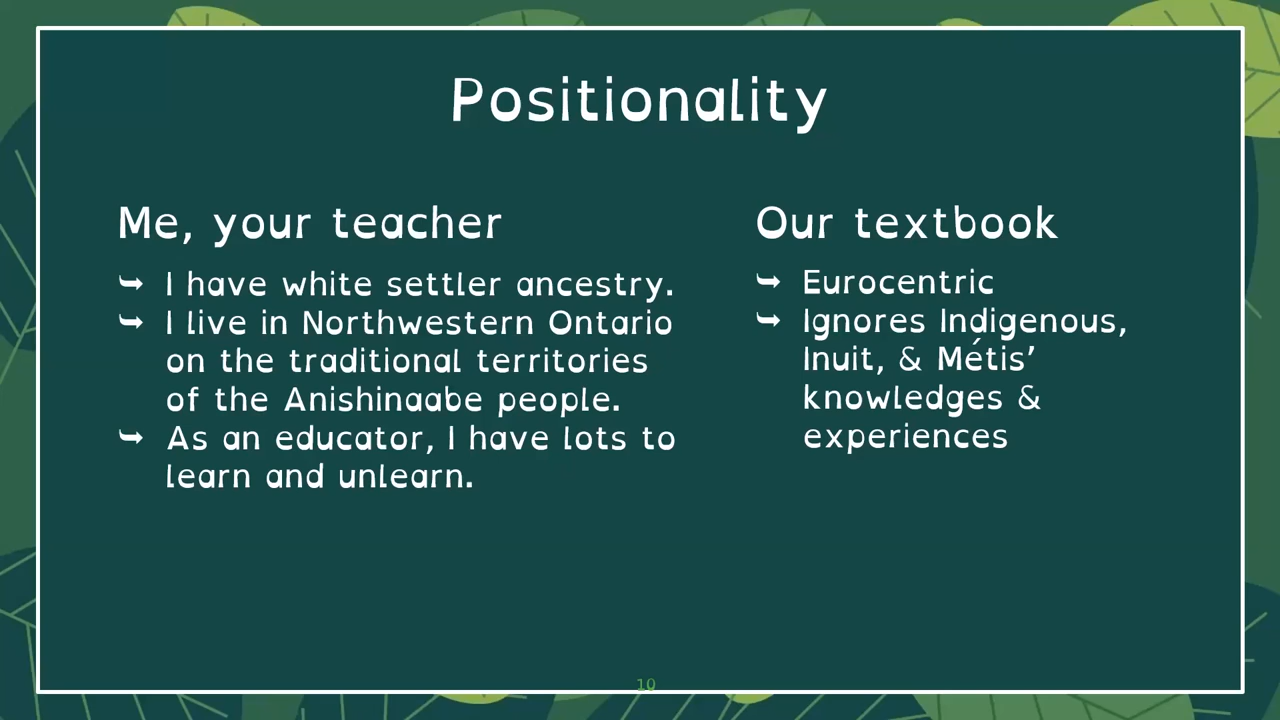 Positionality
Me, your teacher
⮩ I have white settler ancestry.
⮩ I live in Northwestern Ontario
on the traditional territories
of the Anishinaabe people.
⮩ As an educator, I have lots to
learn and unlearn.
Our textbook
⮩ Eurocentric
⮩ Ignores Indigenous,
Inuit, & Métis’
knowledges &
experiences
10